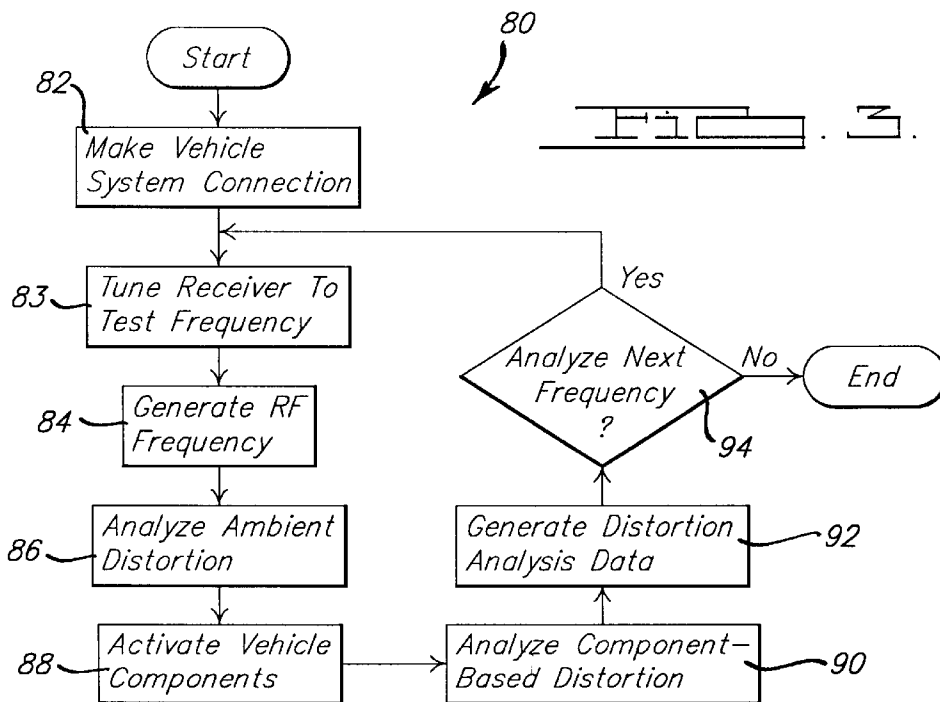 80
Fig. 3.
Start
82
Make Vehicle
System Connection
83
Tune Receiver To
Test Frequency
84
Generate RF
Frequency
86
Analyze Ambient
Distortion
88
Activate Vehicle
Components
90
Analyze Component-
Based Distortion
92
Generate Distortion
Analysis Data
94
Analyze Next
Frequency
?
Yes
No
End